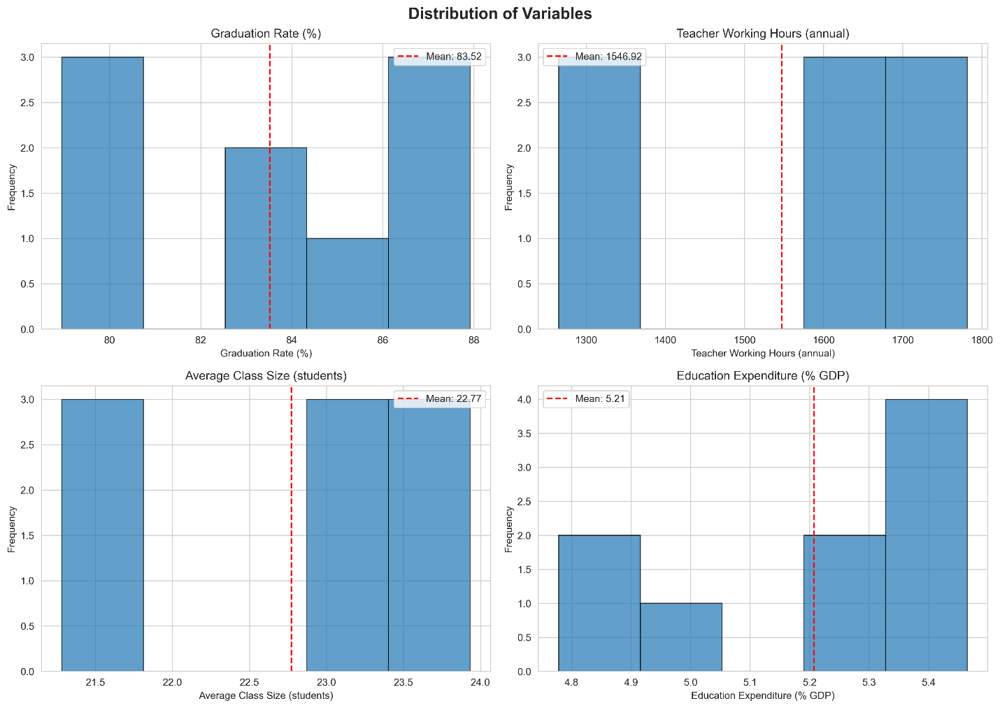 Distribution of Variables
Graduation Rate (%)
Mean: 83.52
3.0
2.5
2.0
1.5
1.0
0.5
0.0
Frequency
80 82 84 86 88
Graduation Rate (%)
Teacher Working Hours (annual)
Mean: 1546.92
3.0
2.5
2.0
1.5
1.0
0.5
0.0
Frequency
1300 1400 1500 1600 1700 1800
Teacher Working Hours (annual)
Average Class Size (students)
Mean: 22.77
3.0
2.5
2.0
1.5
1.0
0.5
0.0
Frequency
21.5 22.0 22.5 23.0 23.5 24.0
Average Class Size (students)
Education Expenditure (% GDP)
Mean: 5.21
4.0
3.5
3.0
2.5
2.0
1.5
1.0
0.5
0.0
Frequency
4.8 4.9 5.0 5.1 5.2 5.3 5.4
Education Expenditure (% GDP)